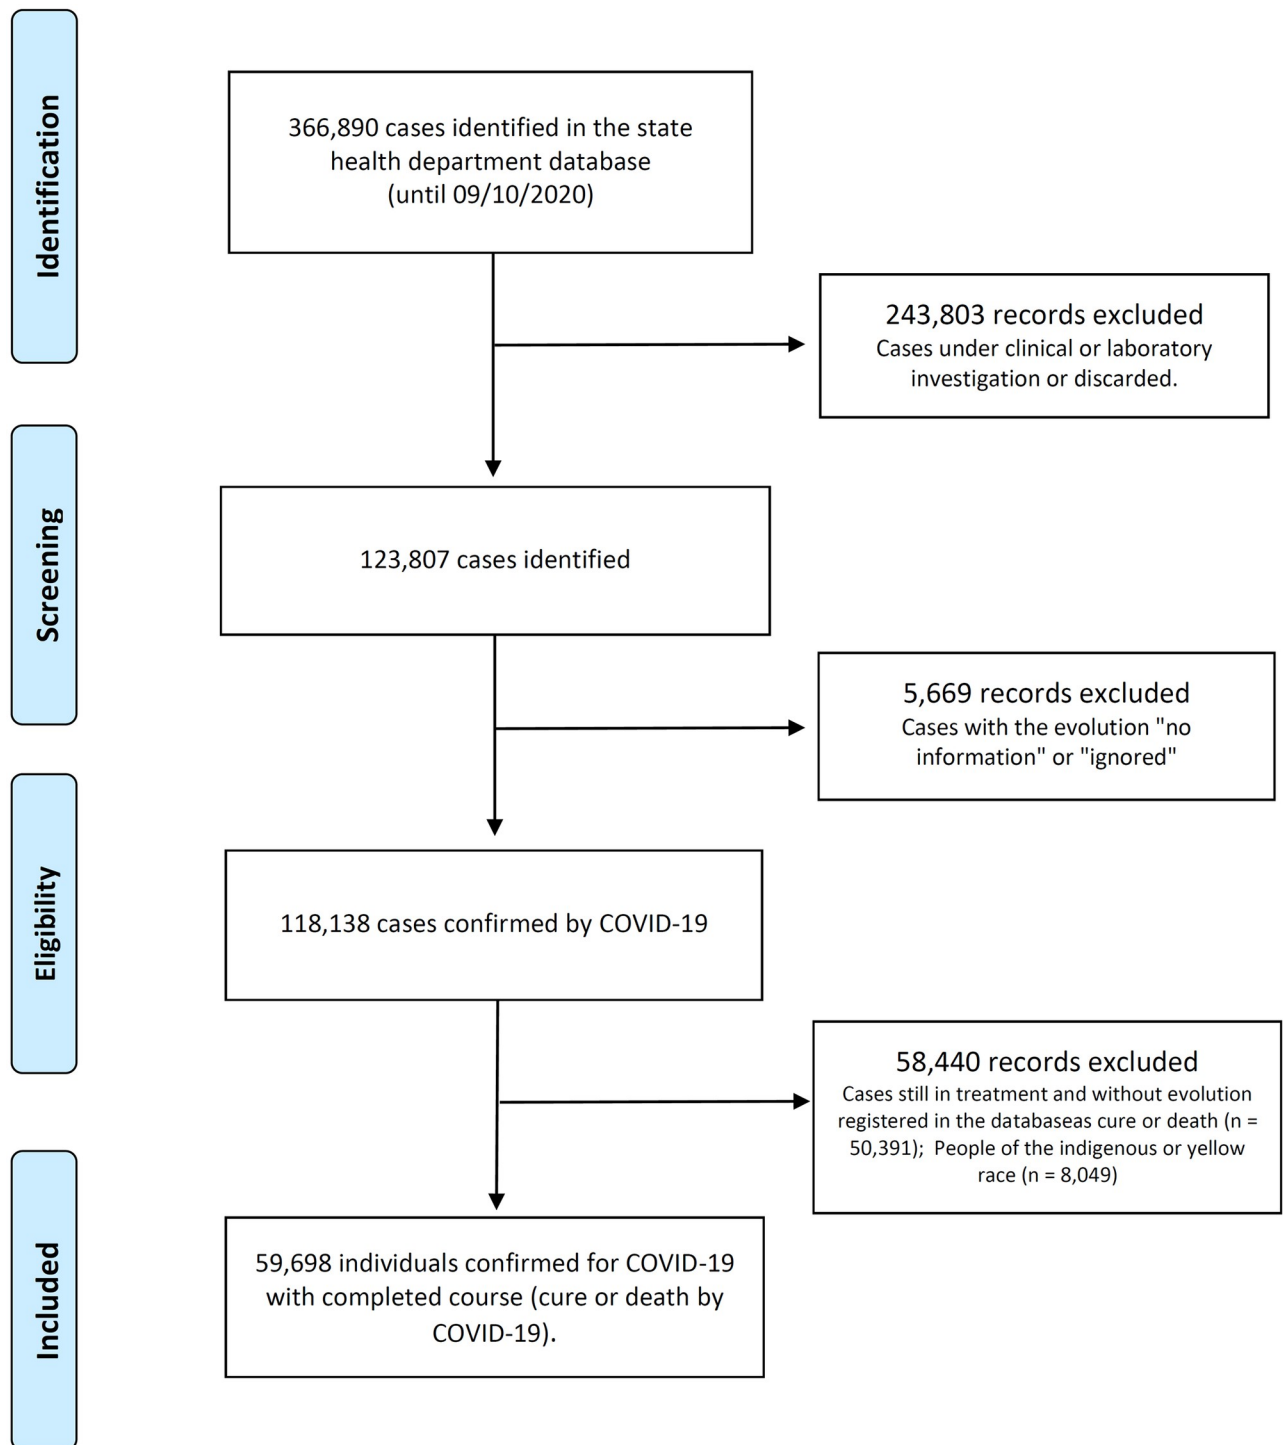 Identification
366,890 cases identified in the state
health department database
(until 09/10/2020)
243,803 records excluded
Cases under clinical or laboratory
investigation or discarded.
Screening
123,807 cases identified
5,669 records excluded
Cases with the evolution "no
information" or "ignored"
Eligibility
118,138 cases confirmed by COVID-19
58,440 records excluded
Cases still in treatment and without evolution
registered in the databaseas cure or death (n =
50,391);  People of the indigenous or yellow
race (n = 8,049)
Included
59,698 individuals confirmed for COVID-19
with completed course (cure or death by
COVID-19).